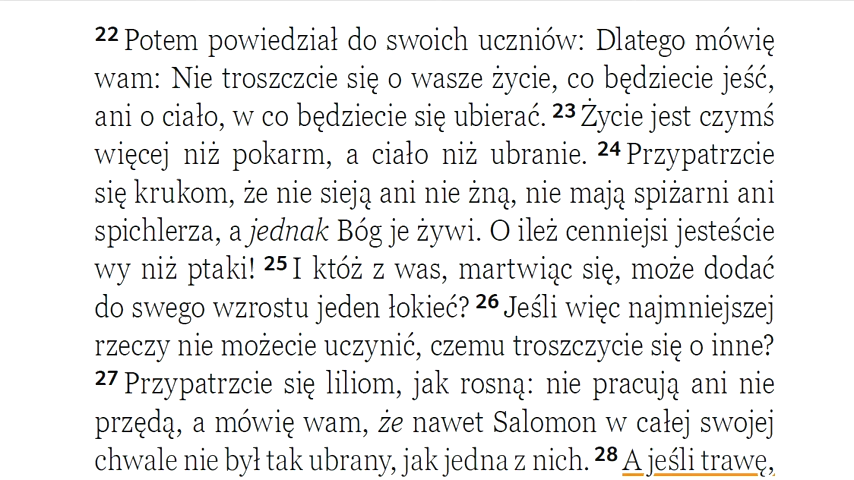 22 Potem powiedział do swoich uczniów: Dlatego mówię
wam: Nie troszczcie się o wasze życie, co będziecie jeść,
ani o ciało, w co będziecie się ubierać. 23 Życie jest czymś
więcej niż pokarm, a ciało niż ubranie. 24 Przypatrzcie
się krukom, że nie sieją ani nie żną, nie mają spiżarni ani
spichlerza, a jednak Bóg je żywi. O ileż cenniejsi jesteście
wy niż ptaki! 25 I któż z was, martwiąc się, może dodać
do swego wzrostu jeden łokieć? 26 Jeśli więc najmniejszej
rzeczy nie możecie uczynić, czemu troszczycie się o inne?
27 Przypatrzcie się liliom, jak rosną: nie pracują ani nie
przędą, a mówię wam, że nawet Salomon w całej swojej
chwale nie był tak ubrany, jak jedna z nich. 28 A jeśli trawę,